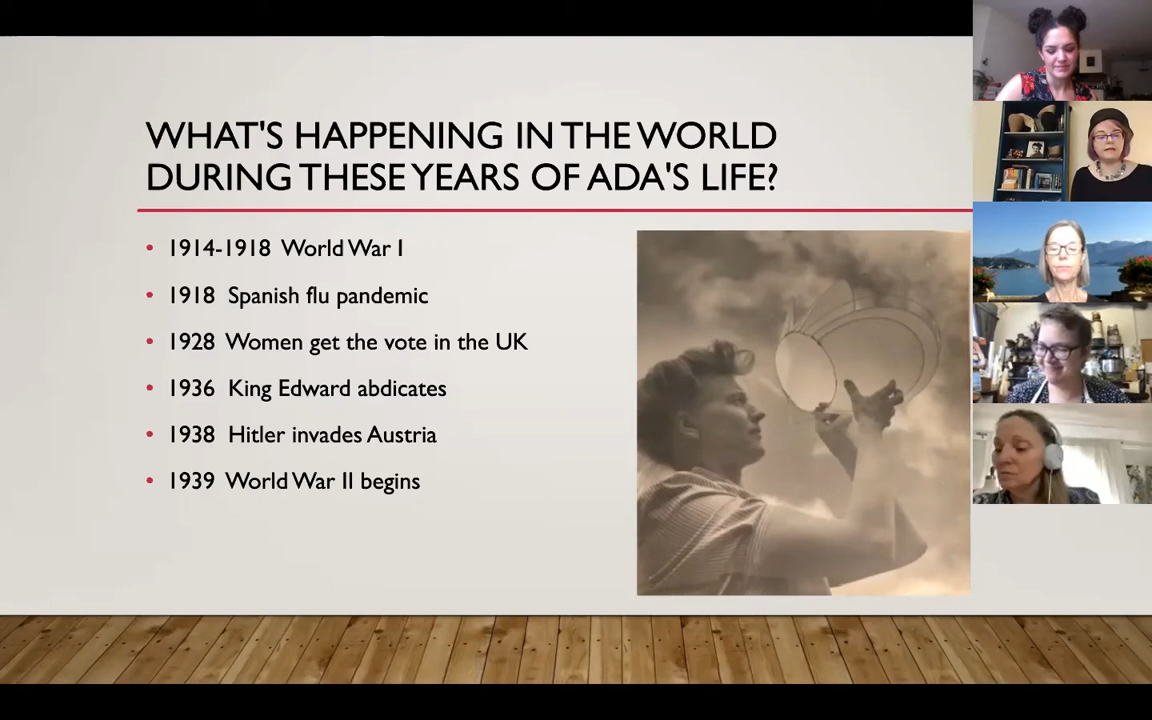 WHAT'S HAPPENING IN THE WORLD
DURING THESE YEARS OF ADA'S LIFE?
• 1914-1918 World War I
• 1918 Spanish flu pandemic
• 1928 Women get the vote in the UK
• 1936 King Edward abdicates
• 1938 Hitler invades Austria
• 1939 World War II begins